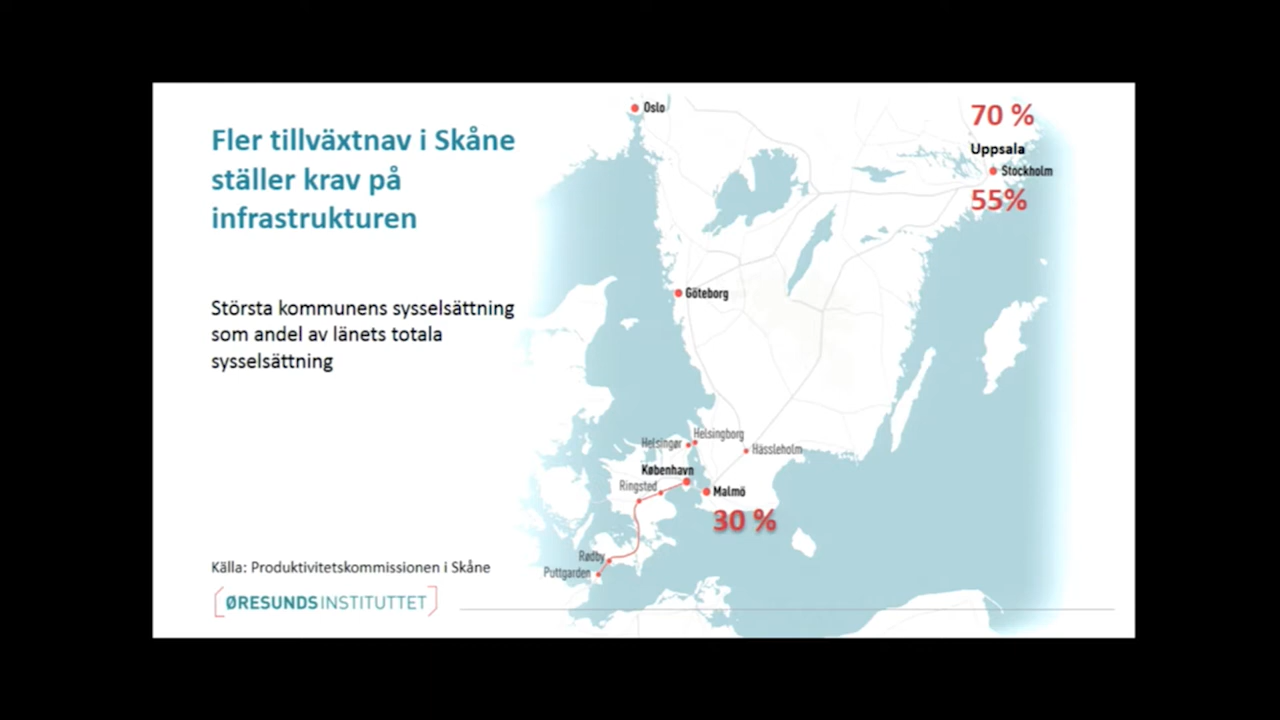 Fler tillväxtnav i Skåne
ställer krav på
infrastrukturen
Största kommunens sysselsättning
som andel av länets totala
sysselsättning
Källa: Produktivitetskommissionen i Skåne
ØRESUNDSINSTITUTTET
Oslo
70 %
Uppsala
Stockholm
55%
Göteborg
Helsingborg
Helsingør
Hässleholm
København
Ringsted
Malmö
30 %
Rødby
Puttgarden